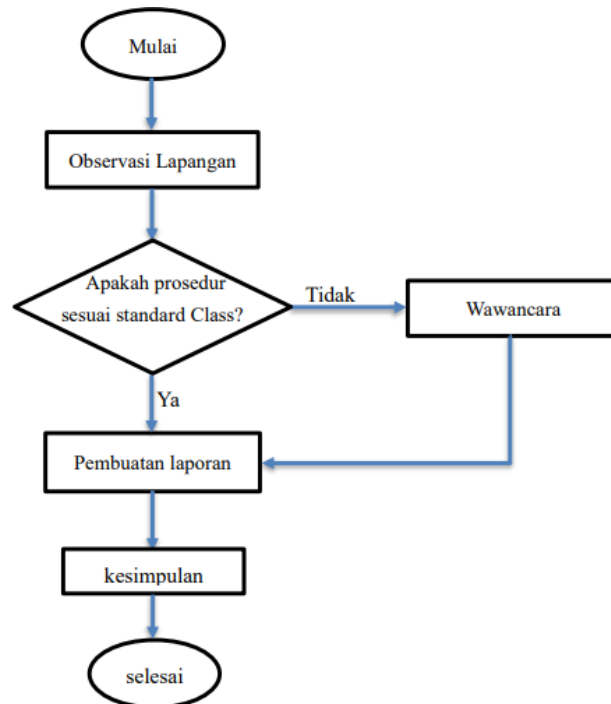 Mulai
Observasi Lapangan
Apakah prosedur
sesuai standard Class?
Tidak
Wawancara
Ya
Pembuatan laporan
kesimpulan
selesai